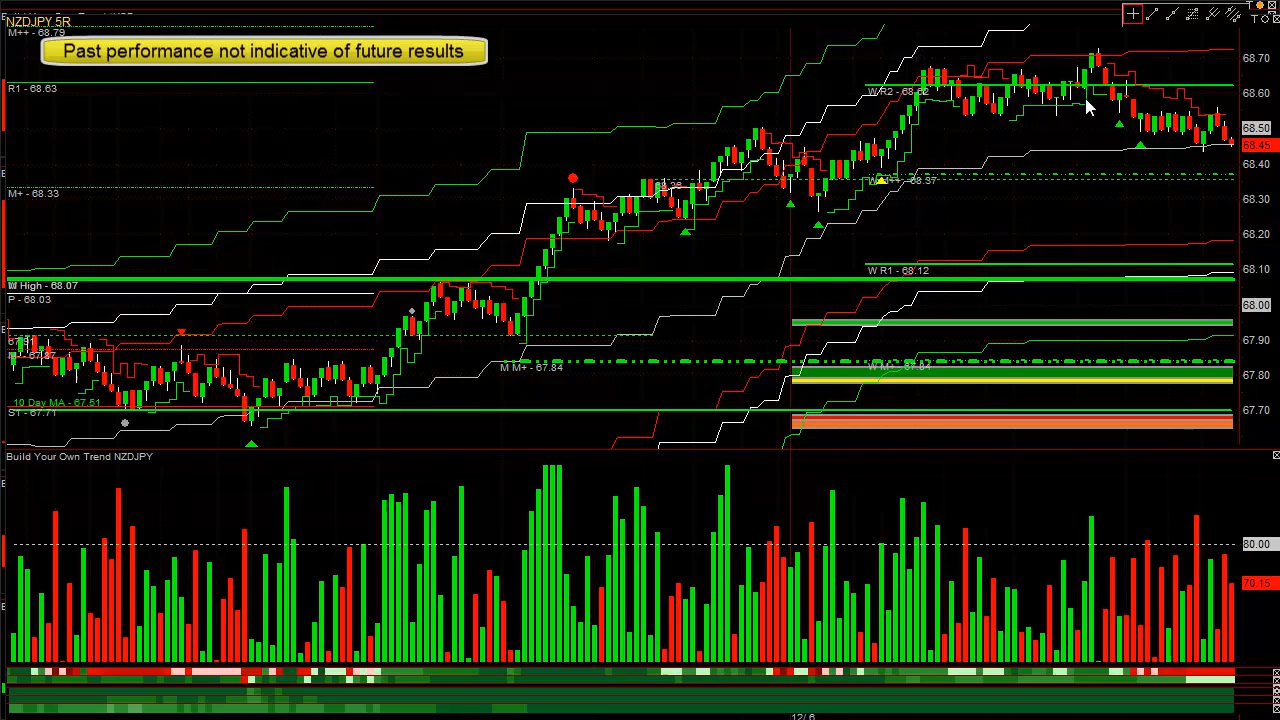 NZDJPY 5R
M++ - 68.79
Past performance not indicative of future results
68.70
R1 - 68.63
W R2 - 68.62
68.60
68.50
68.45
68.40
M+ - 68.33
68.30
68.20
W R1 - 68.12
68.10
W High - 68.07
P - 68.03
68.00
67.90
M M+ - 67.84
67.80
10 Day MA - 67.51
S1 - 67.71
67.70
Build Your Own Trend NZDJPY
80.00
70.15
12/ 6